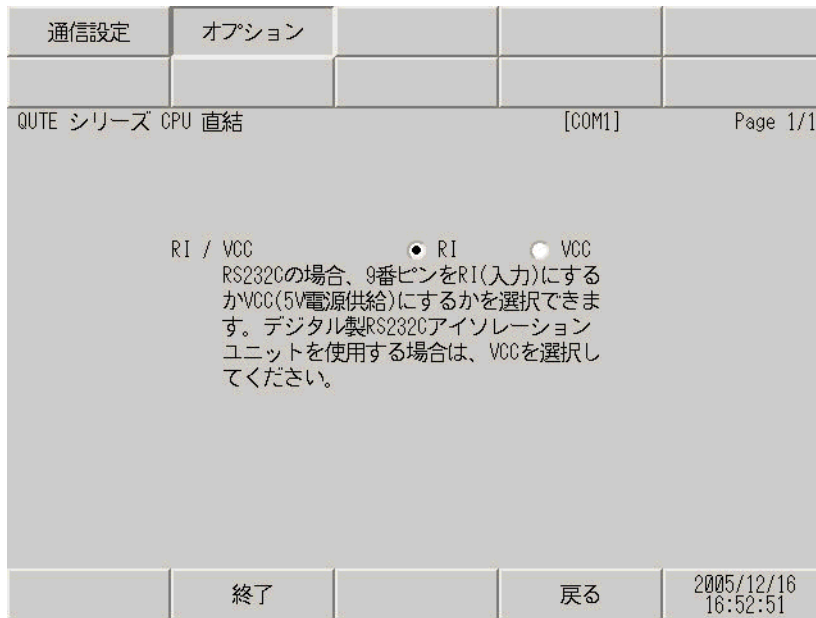 通信設定 オプション
QUTE シリーズ CPU 直結 [COM1] Page 1/1
RI / VCC RI VCC
RS232Cの場合、9番ピンをRI(入力)にする
かVCC(5V電源供給)にするかを選択できま
す。デジタル製RS232Cアイソレーション
ユニットを使用する場合は、VCCを選択し
てください。
終了 戻る 2005/12/16
16:52:51